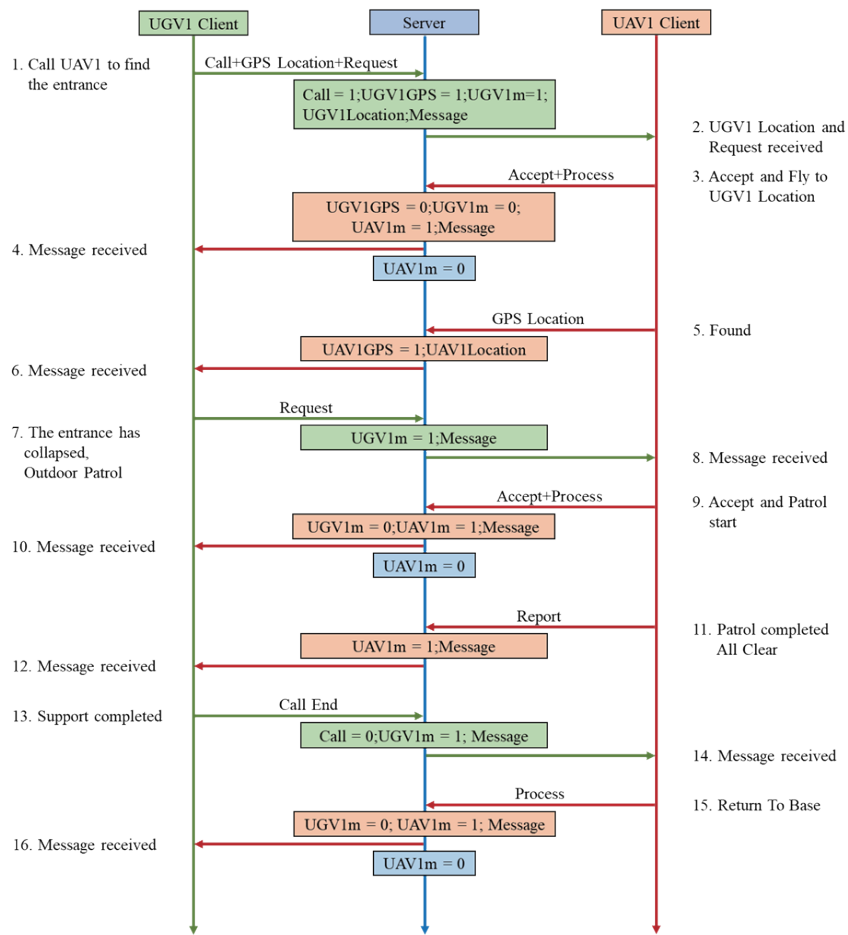 UGV1 Client
Server
UAV1 Client
1. Call UAV1 to find
the entrance
Call+GPS Location+Request
Call = 1;UGV1GPS = 1;UGV1m=1;
UGV1Location;Message
2. UGV1 Location and
Request received
Accept+Process
3. Accept and Fly to
UGV1 Location
UGV1GPS = 0;UGV1m = 0;
UAV1m = 1;Message
4. Message received
UAV1m = 0
GPS Location
5. Found
UAV1GPS = 1;UAV1Location
6. Message received
Request
7. The entrance has
collapsed,
Outdoor Patrol
UGV1m = 1;Message
8. Message received
Accept+Process
9. Accept and Patrol
start
UGV1m = 0;UAV1m = 1;Message
10. Message received
UAV1m = 0
Report
11. Patrol completed
All Clear
UAV1m = 1;Message
12. Message received
Call End
13. Support completed
Call = 0;UGV1m = 1; Message
14. Message received
Process
15. Return To Base
UGV1m = 0; UAV1m = 1; Message
16. Message received
UAV1m = 0